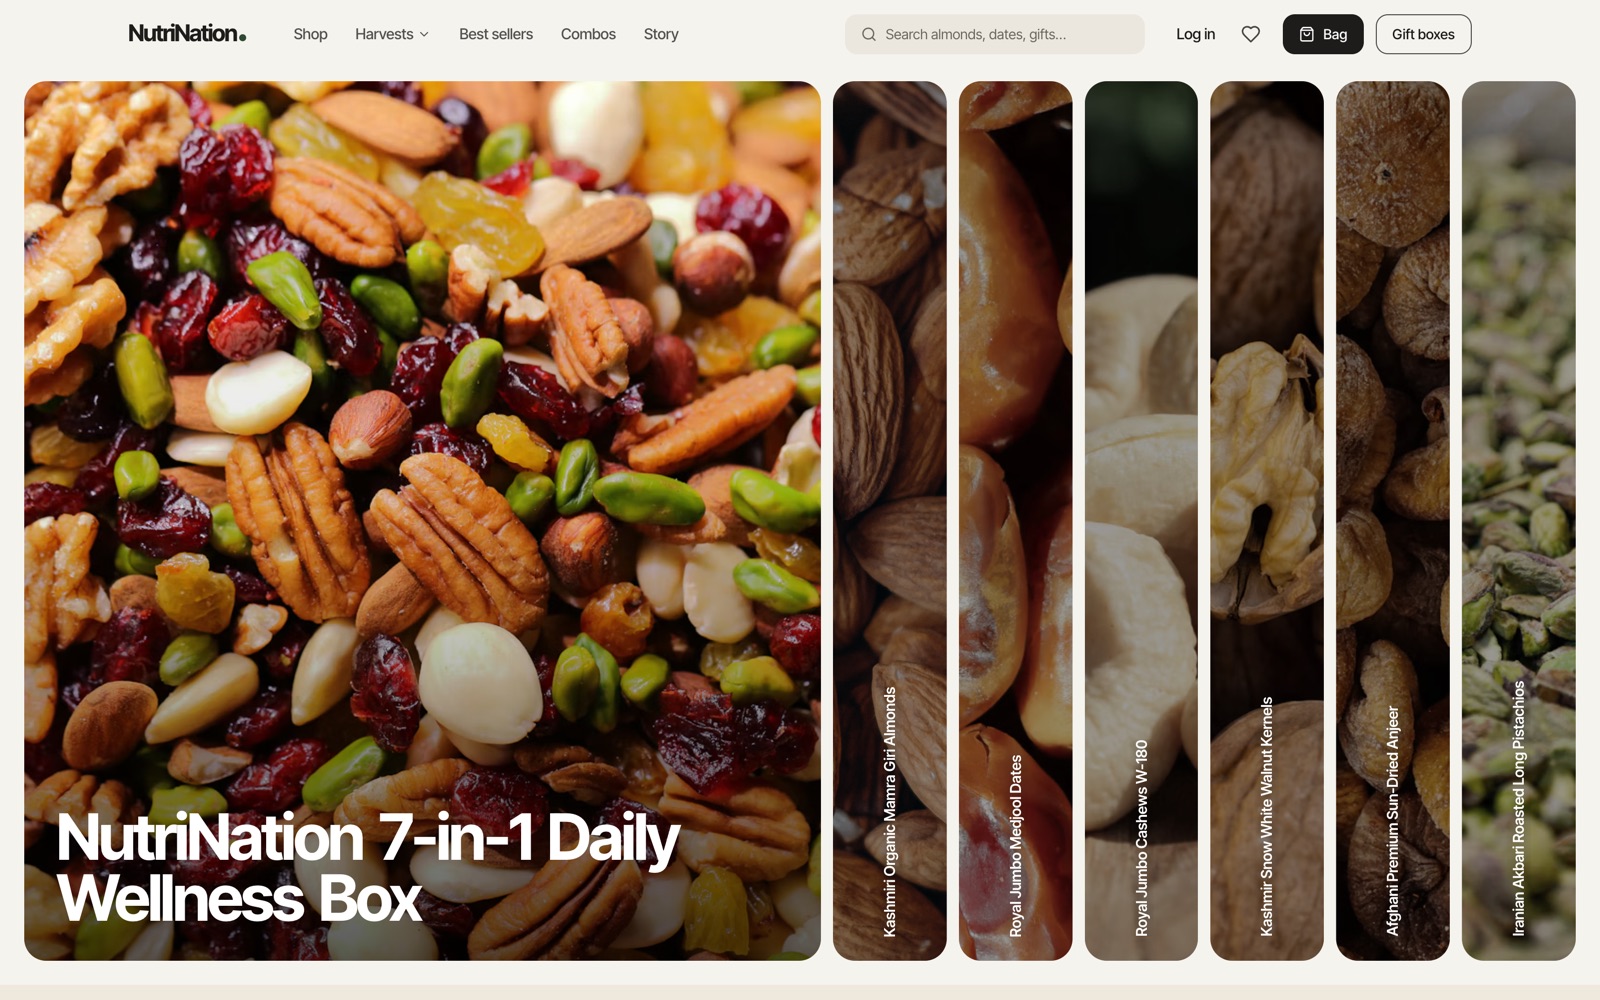 NutriNation.
Shop
Harvests
Best sellers
Combos
Story
Search almonds, dates, gifts...
Log in
Bag
Gift boxes
NutriNation 7-in-1 Daily
Wellness Box
Kashmiri Organic Mamra Giri Almonds
Royal Jumbo Medjool Dates
Royal Jumbo Cashews W-180
Kashmir Snow White Walnut Kernels
Afghani Premium Sun-Dried Anjeer
Iranian Akbari Roasted Long Pistachios